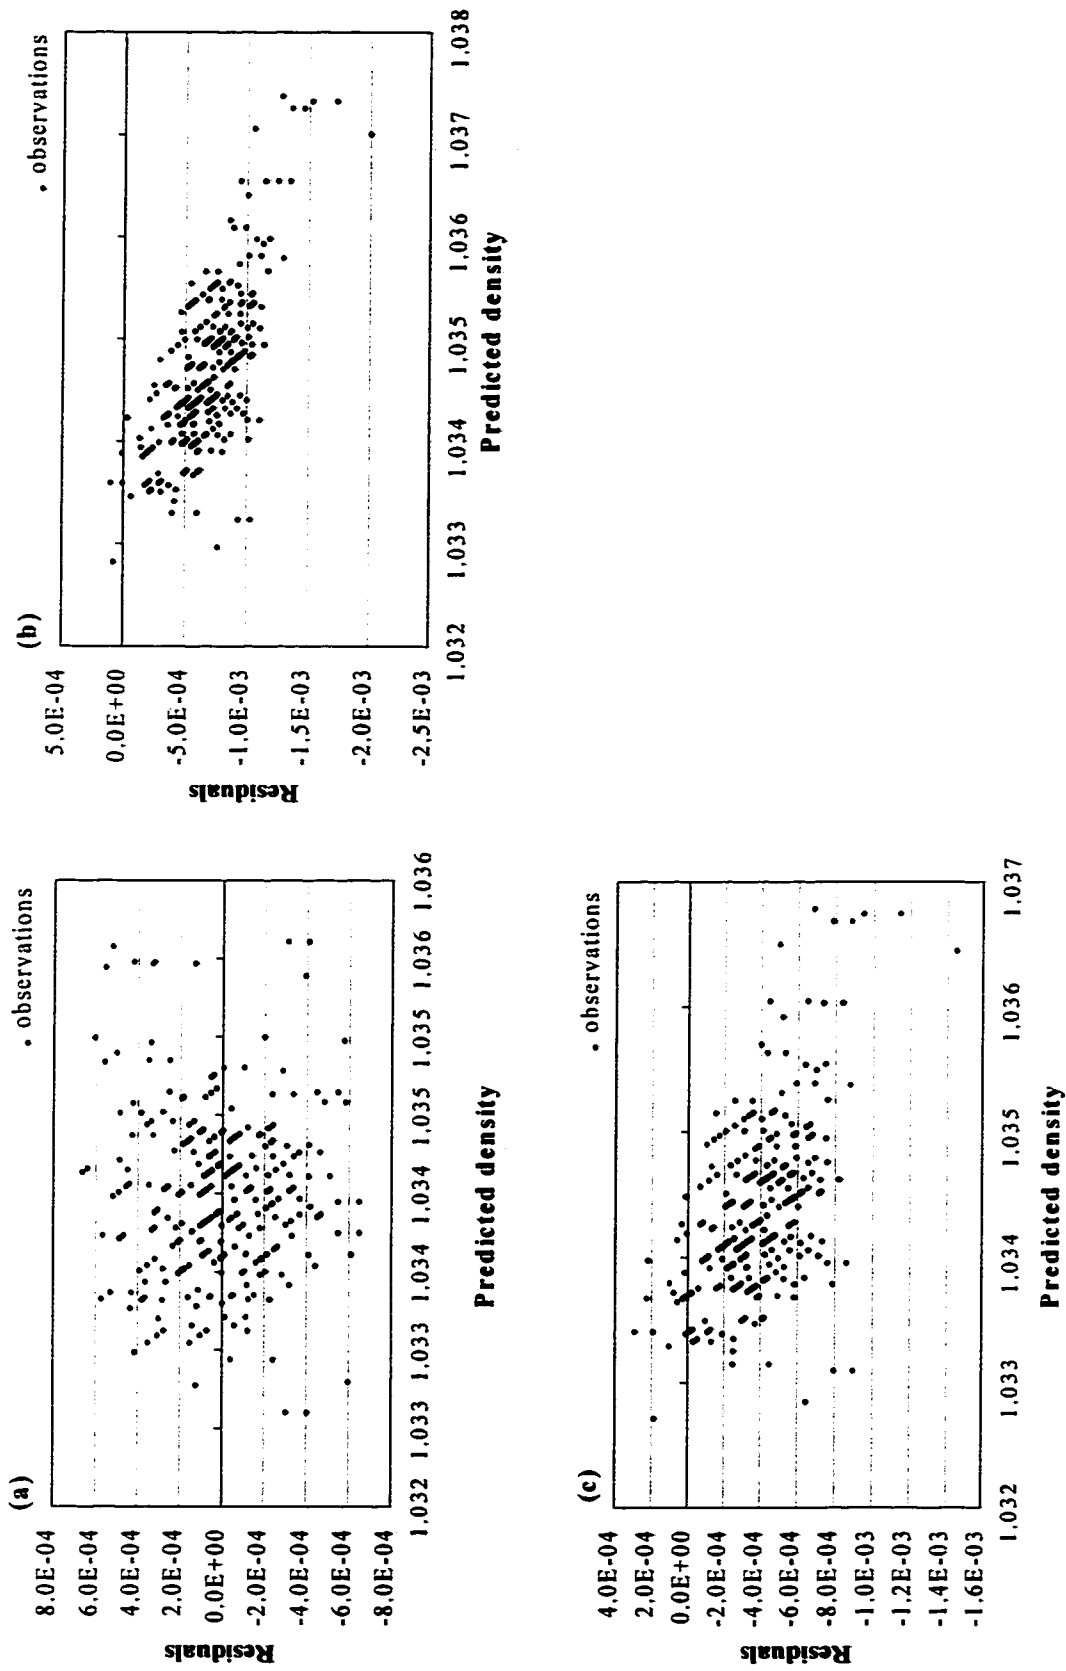 (a)
. observations
8.0E-04
6.0E-04
4.0E-04
2.0E-04
0.0E+00
-2.0E-04
-4.0E-04
-6.0E-04
-8.0E-04
Residuals
1.032 1.033 1.033 1.034 1.034 1.035 1.035 1.036 1.036
Predicted density
(b)
. observations
5.0E-04
0.0E+00
-5.0E-04
-1.0E-03
-1.5E-03
-2.0E-03
-2.5E-03
Residuals
1.032 1.033 1.034 1.035 1.036 1.037 1.038
Predicted density
(c)
. observations
4.0E-04
2.0E-04
0.0E+00
-2.0E-04
-4.0E-04
-6.0E-04
-8.0E-04
-1.0E-03
-1.2E-03
-1.4E-03
-1.6E-03
Residuals
1.032 1.033 1.034 1.035 1.036 1.037
Predicted density